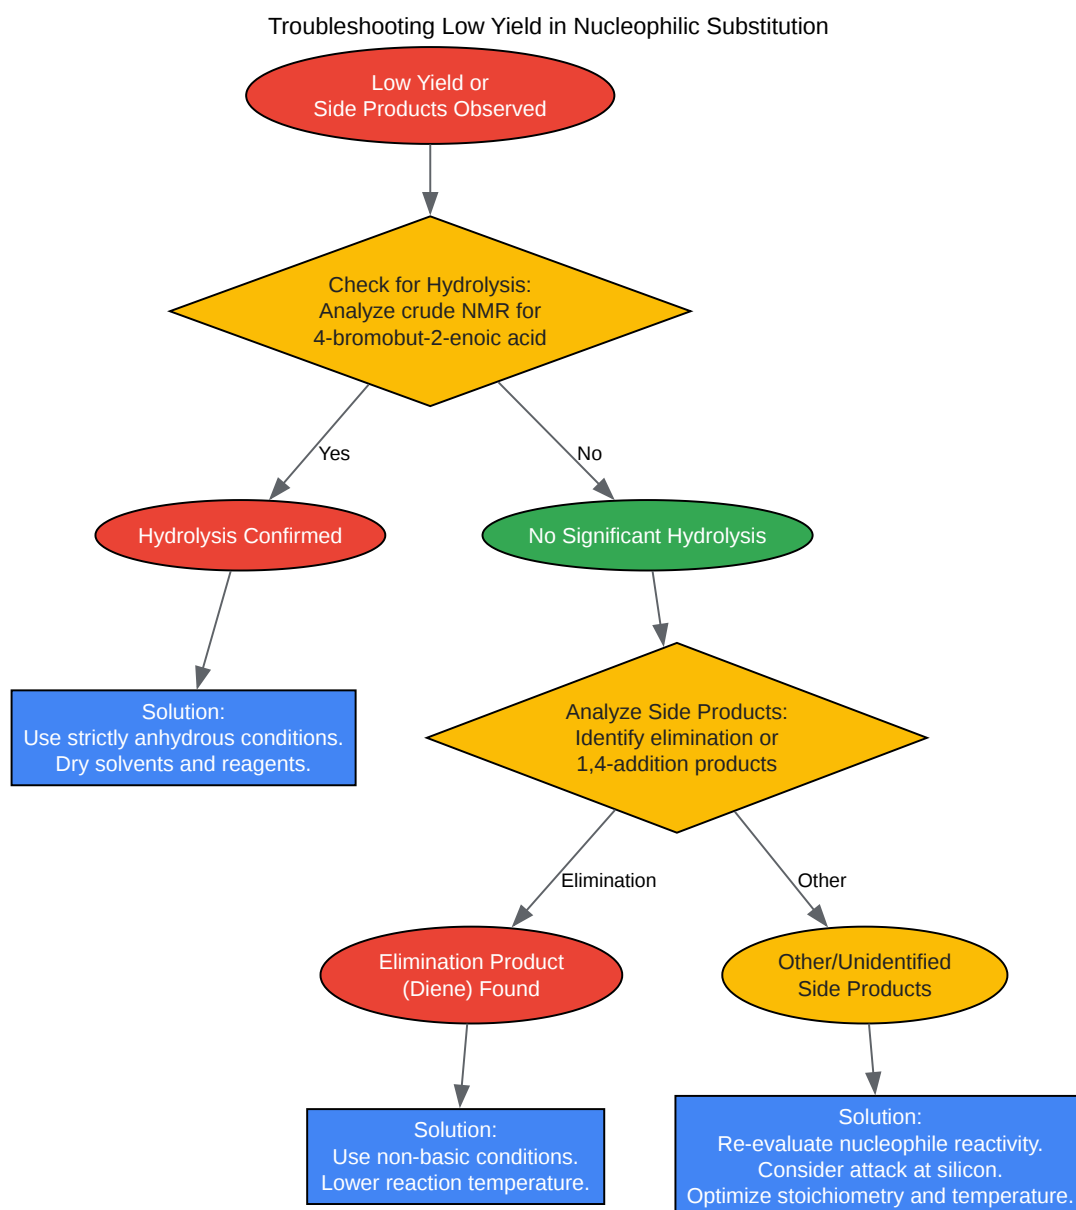 Troubleshooting Low Yield in Nucleophilic Substitution
Low Yield or
Side Products Observed
Check for Hydrolysis:
Analyze crude NMR for
4-bromobut-2-enoic acid
Yes
No
Hydrolysis Confirmed
No Significant Hydrolysis
Solution:
Use strictly anhydrous conditions.
Dry solvents and reagents.
Analyze Side Products:
Identify elimination or
1,4-addition products
Elimination
Other
Elimination Product
(Diene) Found
Other/Unidentified
Side Products
Solution:
Use non-basic conditions.
Lower reaction temperature.
Solution:
Re-evaluate nucleophile reactivity.
Consider attack at silicon.
Optimize stoichiometry and temperature.